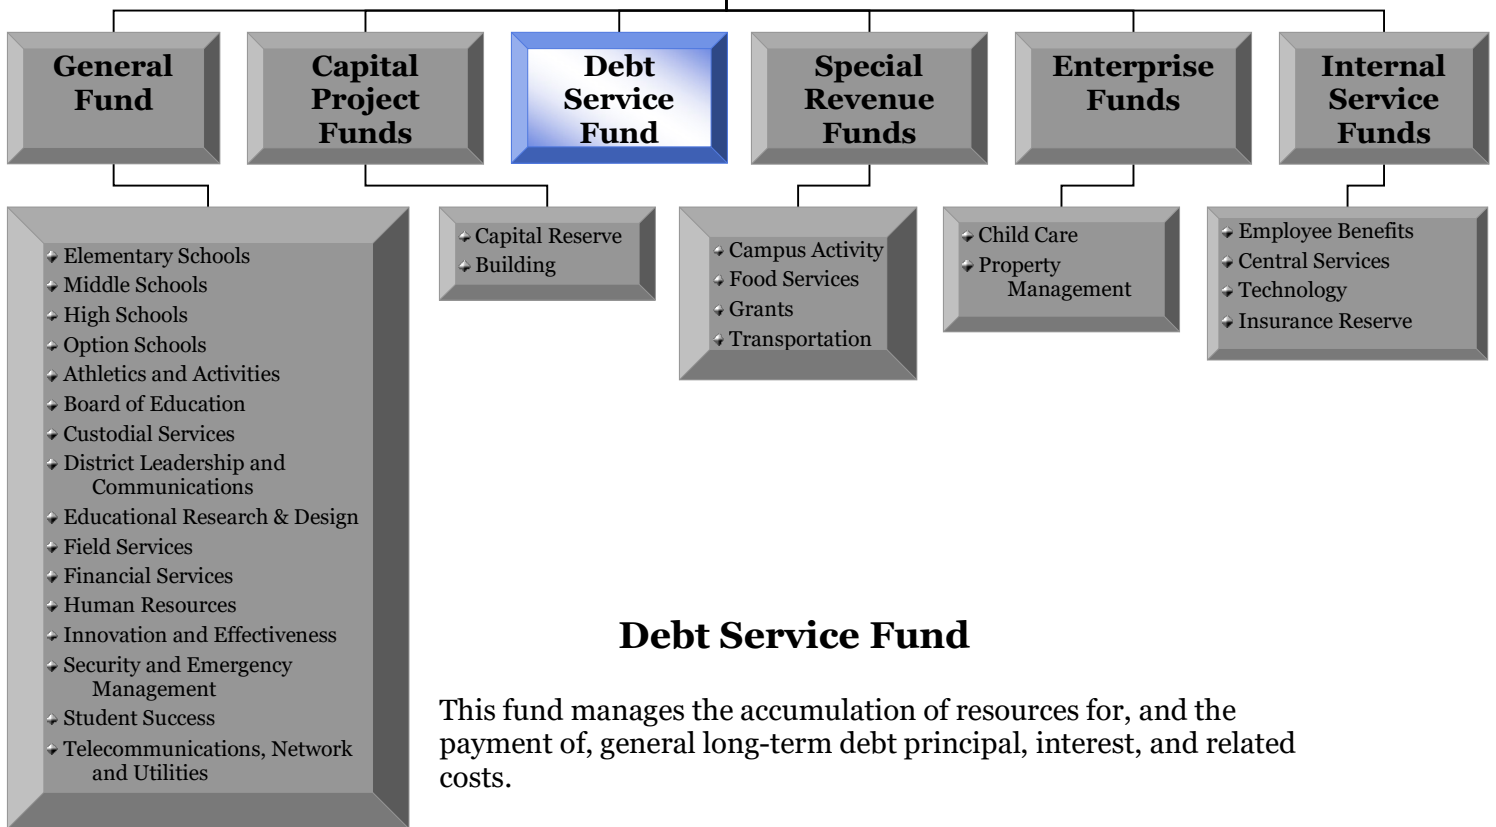 General
Fund
Capital
Project
Funds
Debt
Service
Fund
Special
Revenue
Funds
Enterprise
Funds
Internal
Service
Funds
Elementary Schools
Middle Schools
High Schools
Option Schools
Athletics and Activities
Board of Education
Custodial Services
District Leadership and
Communications
Educational Research & Design
Field Services
Financial Services
Human Resources
Innovation and Effectiveness
Security and Emergency
Management
Student Success
Telecommunications, Network
and Utilities
Capital Reserve
Building
Campus Activity
Food Services
Grants
Transportation
Child Care
Property
Management
Employee Benefits
Central Services
Technology
Insurance Reserve
Debt Service Fund
This fund manages the accumulation of resources for, and the
payment of, general long-term debt principal, interest, and related
costs.